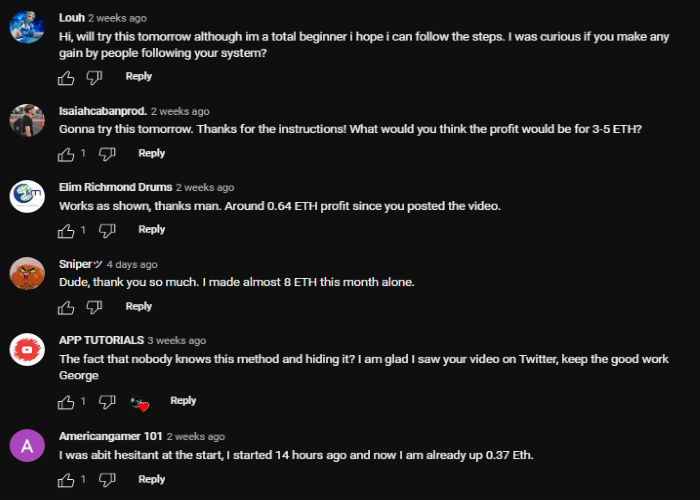 Louh 2 weeks ago
Hi, will try this tomorrow although im a total beginner i hope i can follow the steps. I was curious if you make any
gain by people following your system?
Reply
Isaiahcabanprod. 2 weeks ago
Gonna try this tomorrow. Thanks for the instructions! What would you think the profit would be for 3-5 ETH?
1 Reply
Elim Richmond Drums 2 weeks ago
Works as shown, thanks man. Around 0.64 ETH profit since you posted the video.
1 Reply
Sniperツ 4 days ago
Dude, thank you so much. I made almost 8 ETH this month alone.
Reply
APP TUTORIALS 3 weeks ago
The fact that nobody knows this method and hiding it? I am glad I saw your video on Twitter, keep the good work
George
1 Reply
A
Americangamer 101 2 weeks ago
I was abit hesitant at the start, I started 14 hours ago and now I am already up 0.37 Eth.
1 Reply